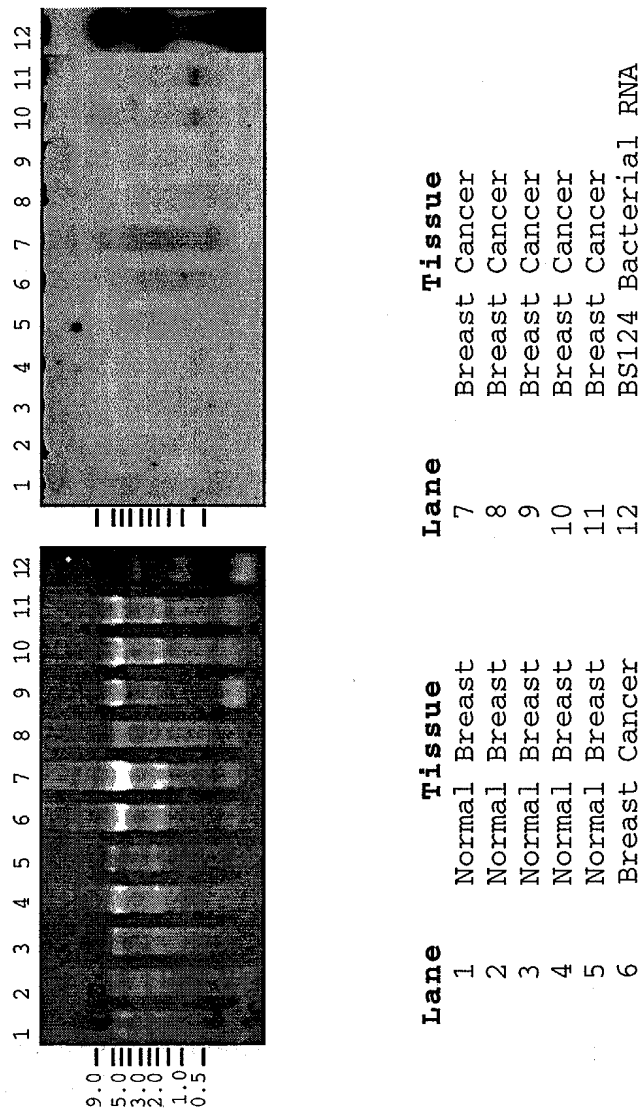 1 2 3 4 5 6 7 8 9 10 11 12
9.0
5.0
3.0
2.0
1.0
0.5
1 2 3 4 5 6 7 8 9 10 11 12
Lane Tissue
1 Normal Breast
2 Normal Breast
3 Normal Breast
4 Normal Breast
5 Normal Breast
6 Breast Cancer
Lane Tissue
7 Breast Cancer
8 Breast Cancer
9 Breast Cancer
10 Breast Cancer
11 Breast Cancer
12 BS124 Bacterial RNA